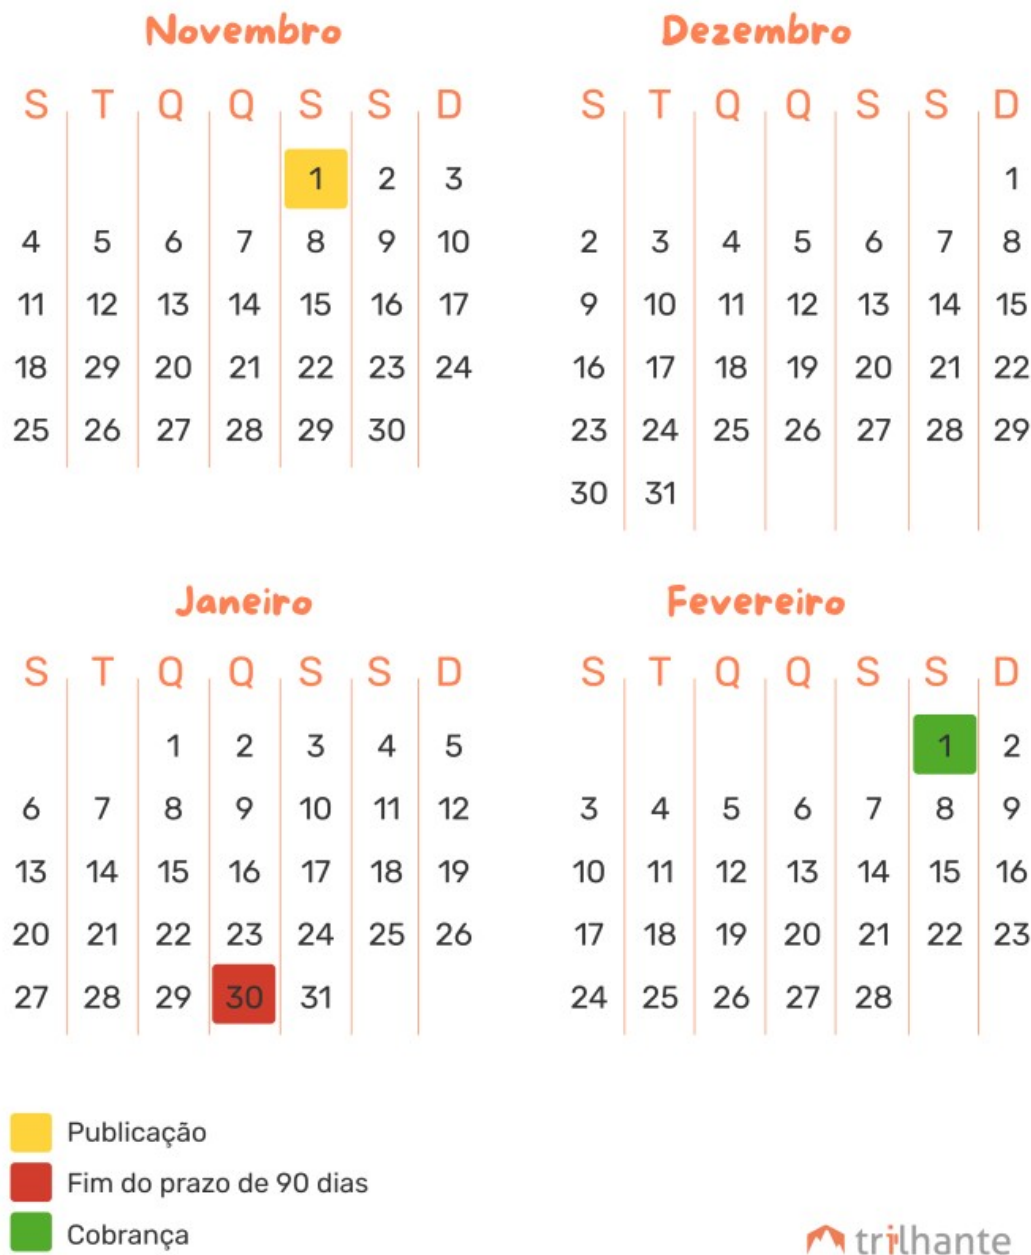 Novembro
S T Q Q S S D
1 2 3
4 5 6 7 8 9 10
11 12 13 14 15 16 17
18 29 20 21 22 23 24
25 26 27 28 29 30
Dezembro
S T Q Q S S D
1
2 3 4 5 6 7 8
9 10 11 12 13 14 15
16 17 18 19 20 21 22
23 24 25 26 27 28 29
30 31
Janeiro
S T Q Q S S D
1 2 3 4 5
6 7 8 9 10 11 12
13 14 15 16 17 18 19
20 21 22 23 24 25 26
27 28 29 30 31
Fevereiro
S T Q Q S S D
1 2
3 4 5 6 7 8 9
10 11 12 13 14 15 16
17 18 19 20 21 22 23
24 25 26 27 28
Publicação
Fim do prazo de 90 dias
Cobrança
trilhante